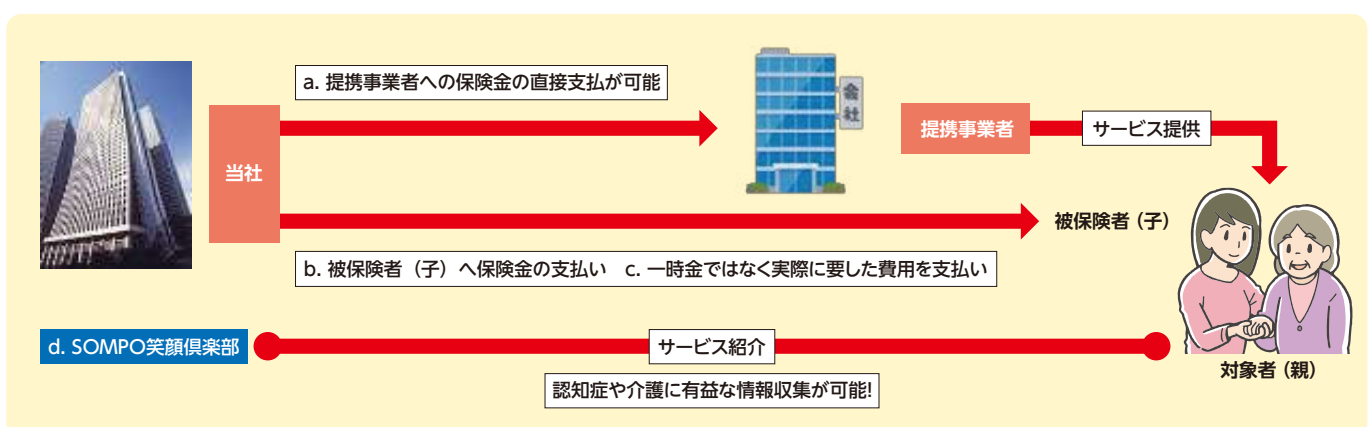 a. 提携事業者への保険金の直接支払が可能
会社
当社
提携事業者
サービス提供
被保険者（子）
b. 被保険者（子）へ保険金の支払い　c. 一時金ではなく実際に要した費用を支払い
d. SOMPO笑顔倶楽部
サービス紹介
対象者（親）
認知症や介護に有益な情報収集が可能!